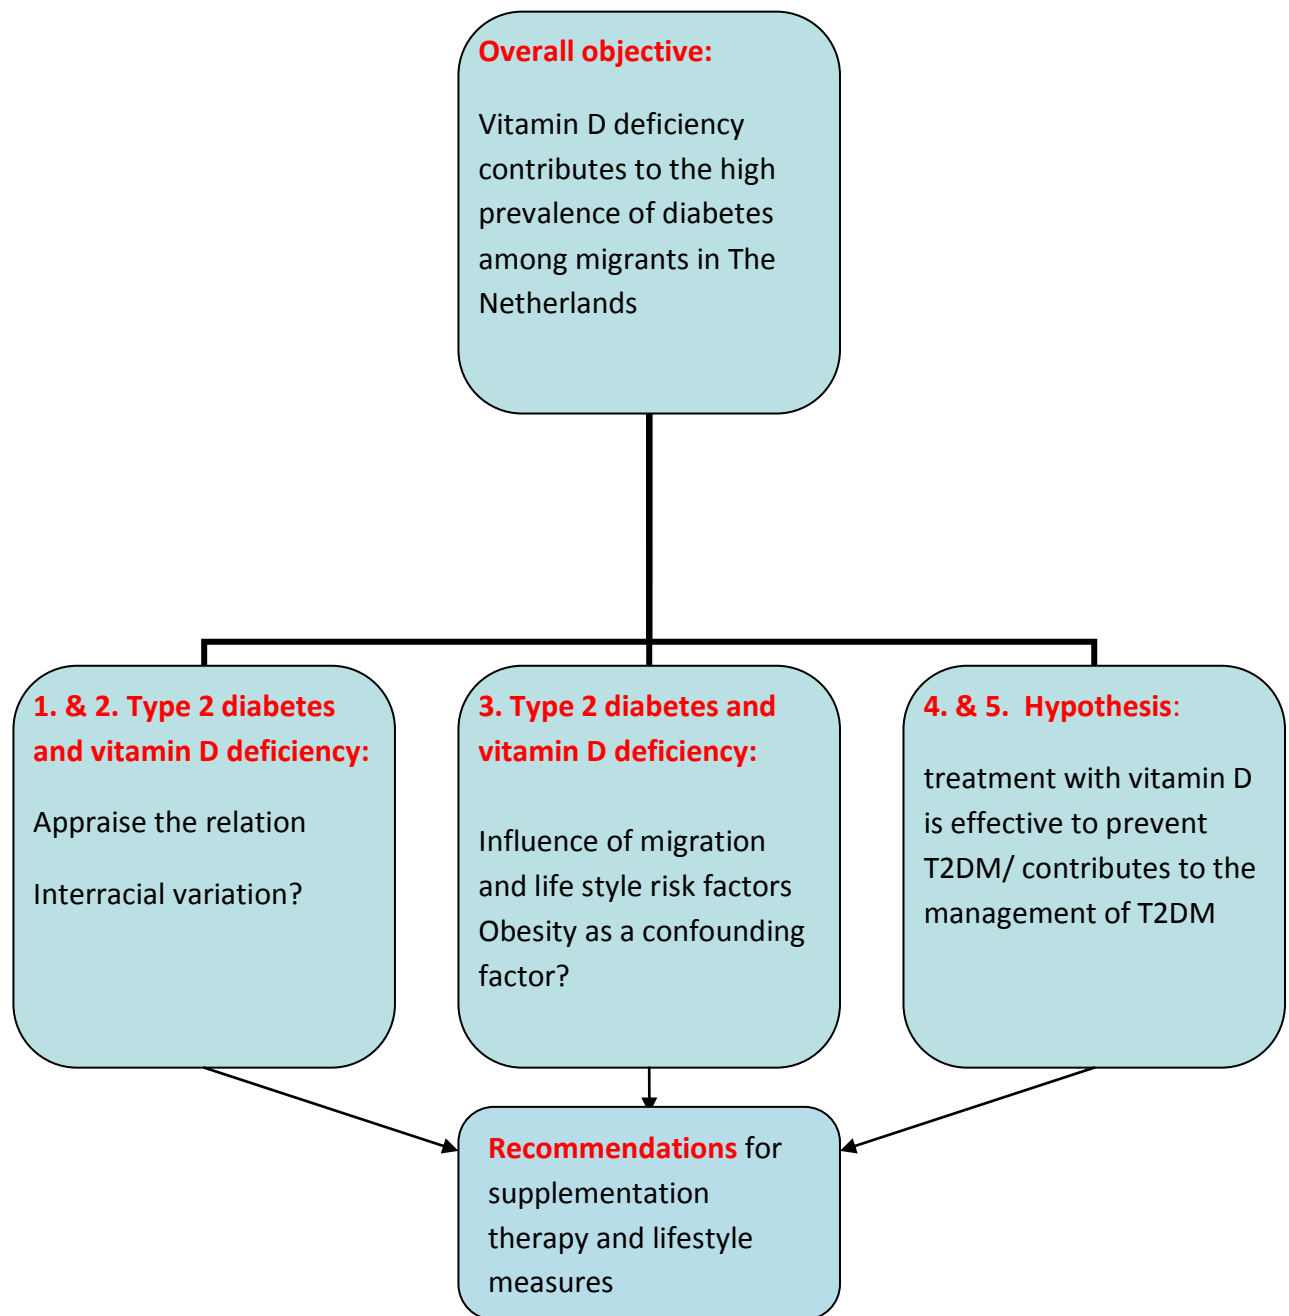 Overall objective:
Vitamin D deficiency
contributes to the high
prevalence of diabetes
among migrants in The
Netherlands
1. & 2. Type 2 diabetes
and vitamin D deficiency:
Appraise the relation
Interracial variation?
3. Type 2 diabetes and
vitamin D deficiency:
Influence of migration
and life style risk factors
Obesity as a confounding
factor?
4. & 5.  Hypothesis:
treatment with vitamin D
is effective to prevent
T2DM/ contributes to the
management of T2DM
Recommendations for
supplementation
therapy and lifestyle
measures